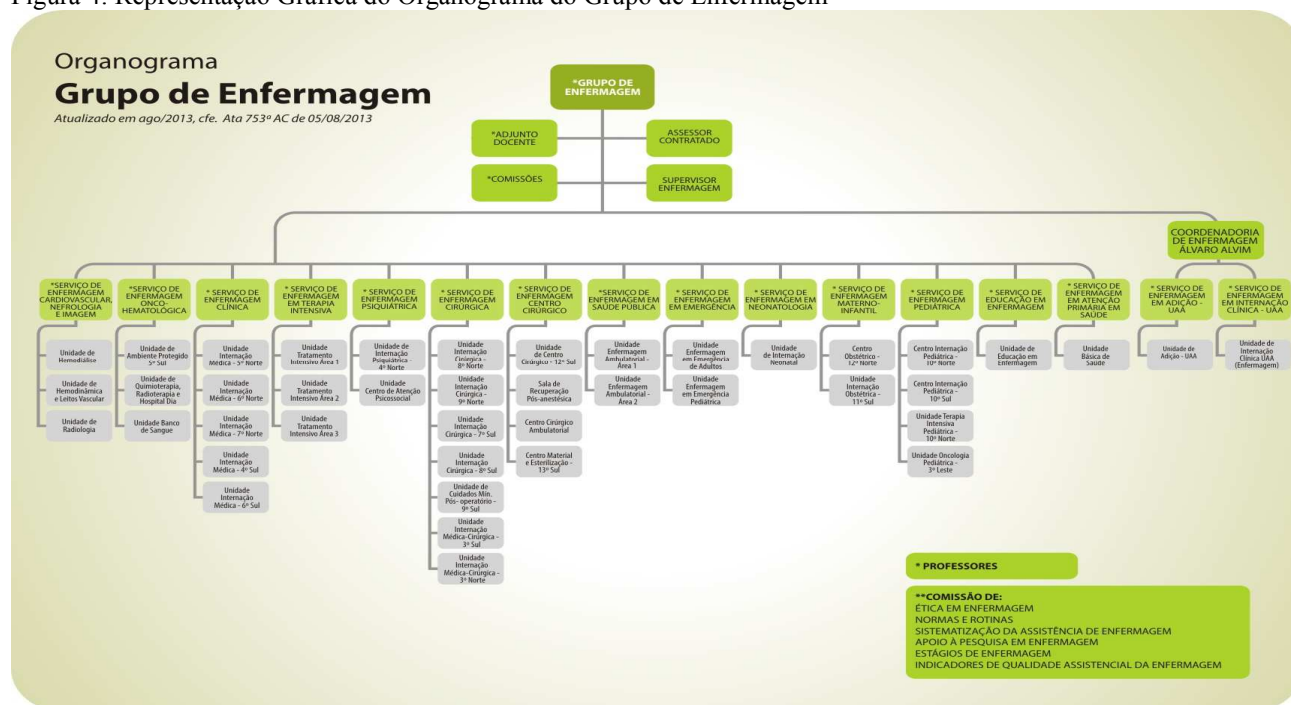 Figura 4: Representação Gráfica do Organograma do Grupo de Enfermagem
Organograma
Grupo de Enfermagem
Atualizado em ago/2013, cfe. Ata 753ª AC de 05/08/2013
*GRUPO DE
ENFERMAGEM
*ADJUNTO
DOCENTE
ASSESSOR
CONTRATADO
*COMISSÕES
SUPERVISOR
ENFERMAGEM
COORDENADORIA
DE ENFERMAGEM
ÁLVARO ALVIM
*SERVIÇO DE
ENFERMAGEM
CARDIOVASCULAR,
NEFROLOGIA
E IMAGEM
Unidade de
Hemodiálise
Unidade de
Hemodinâmica
e Leitos Vascular
Unidade de
Radiologia
*SERVIÇO DE
ENFERMAGEM
ONCO-
HEMATOLÓGICA
Unidade de
Ambiente Protegido
5º Sul
Unidade de
Quimioterapia,
Radioterapia e
Hospital Dia
Unidade Banco
de Sangue
* SERVIÇO DE
ENFERMAGEM
CLÍNICA
Unidade
Internação
Médica - 5º Norte
Unidade
Internação
Médica - 6º Norte
Unidade
Internação
Médica - 7º Norte
Unidade
Internação
Médica - 4º Sul
Unidade
Internação
Médica - 6º Sul
* SERVIÇO DE
ENFERMAGEM
EM TERAPIA
INTENSIVA
Unidade
Tratamento
Intensivo Área 1
Unidade
Tratamento
Intensivo Área 2
Unidade
Tratamento
Intensivo Área 3
* SERVIÇO DE
ENFERMAGEM
PSIQUIÁTRICA
Unidade de
Internação
Psiquiátrica -
4º Norte
Unidade
Centro de Atenção
Psicossocial
* SERVIÇO DE
ENFERMAGEM
CIRÚRGICA
Unidade
Internação
Cirúrgica -
8º Norte
Unidade
Internação
Cirúrgica -
9º Norte
Unidade
Internação
Cirúrgica - 7º Sul
Unidade
Internação
Cirúrgica - 8º Sul
Unidade de
Cuidados Mín.
Pós- operatório -
9º Sul
Unidade
Internação
Médica-Cirúrgica -
3º Sul
Unidade
Internação
Médica-Cirúrgica -
3º Norte
* SERVIÇO DE
ENFERMAGEM
CENTRO
CIRÚRGICO
Unidade
de Centro
Cirúrgico - 12º Sul
Sala de
Recuperação
Pós-anestésica
Centro Cirúrgico
Ambulatorial
Centro Material
e Esterilização -
13º Sul
*SERVIÇO DE
ENFERMAGEM EM
SAÚDE PÚBLICA
Unidade
Enfermagem
Ambulatorial -
Área 1
Unidade
Enfermagem
Ambulatorial -
Área 2
* SERVIÇO DE
ENFERMAGEM
EM EMERGÊNCIA
Unidade
Enfermagem
em Emergência
de Adultos
Unidade
Enfermagem
em Emergência
Pediátrica
* SERVIÇO DE
ENFERMAGEM EM
NEONATOLOGIA
Unidade
de Internação
Neonatal
* SERVIÇO DE
ENFERMAGEM
MATERNO-
INFANTIL
Centro
Obstétrico -
12º Norte
Unidade
Internação
Obstétrica -
11º Sul
* SERVIÇO DE
ENFERMAGEM
PEDIÁTRICA
Centro Internação
Pediátrica -
10º Norte
Centro Internação
Pediátrica -
10º Sul
Unidade Terapia
Intensiva
Pediátrica -
10º Norte
Unidade Oncologia
Pediátrica -
3º Leste
* SERVIÇO DE
EDUCAÇÃO EM
ENFERMAGEM
Unidade de
Educação em
Enfermagem
* SERVIÇO DE
ENFERMAGEM
EM ATENÇÃO
PRIMÁRIA EM
SAÚDE
Unidade
Básica de
Saúde
* SERVIÇO DE
ENFERMAGEM
EM ADIÇÃO -
UAA
Unidade de
Adição - UAA
* SERVIÇO DE
ENFERMAGEM
EM INTERNAÇÃO
CLÍNICA - UAA
Unidade de
Internação
Clínica UAA
(Enfermagem)
* PROFESSORES
**COMISSÃO DE:
ÉTICA EM ENFERMAGEM
NORMAS E ROTINAS
SISTEMATIZAÇÃO DA ASSISTÊNCIA DE ENFERMAGEM
APOIO À PESQUISA EM ENFERMAGEM
ESTÁGIOS DE ENFERMAGEM
INDICADORES DE QUALIDADE ASSISTENCIAL DA ENFERMAGEM